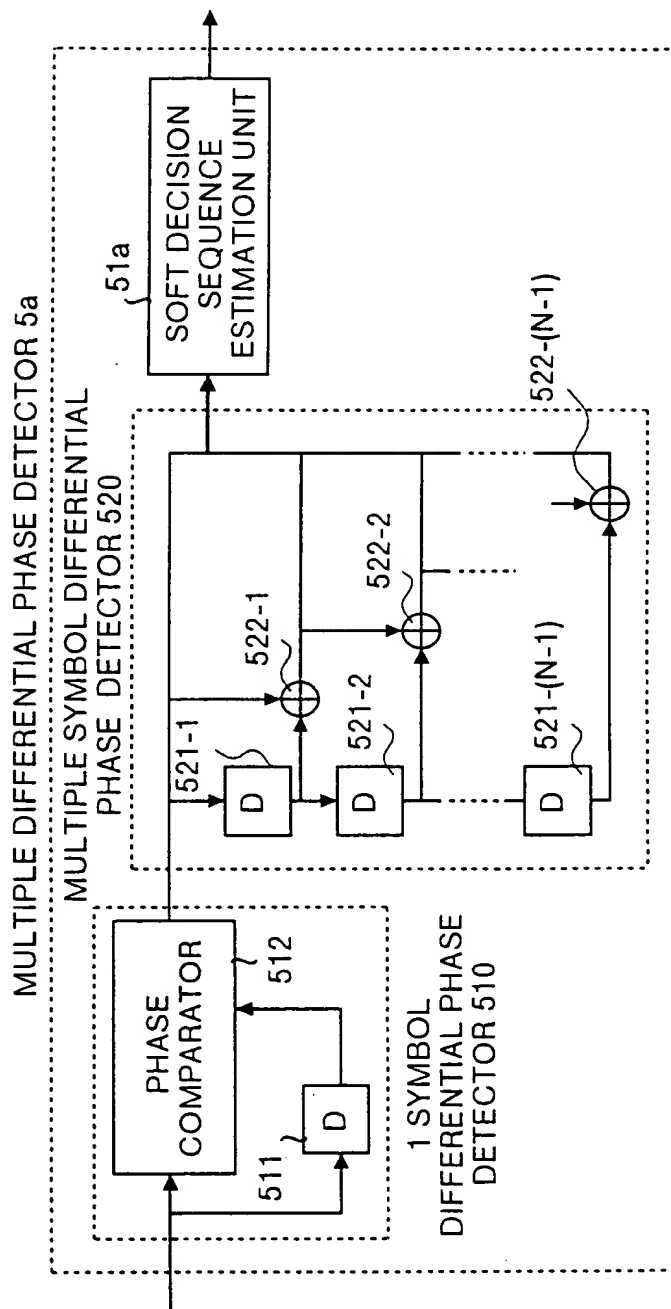 MULTIPLE DIFFERENTIAL PHASE DETECTOR 5a
MULTIPLE SYMBOL DIFFERENTIAL
PHASE DETECTOR 520
51a
SOFT DECISION
SEQUENCE
ESTIMATION UNIT
PHASE
COMPARATOR
512
511
D
1 SYMBOL
DIFFERENTIAL PHASE
DETECTOR 510
521-1
D
522-1
521-2
D
522-2
521-(N-1)
D
522-(N-1)